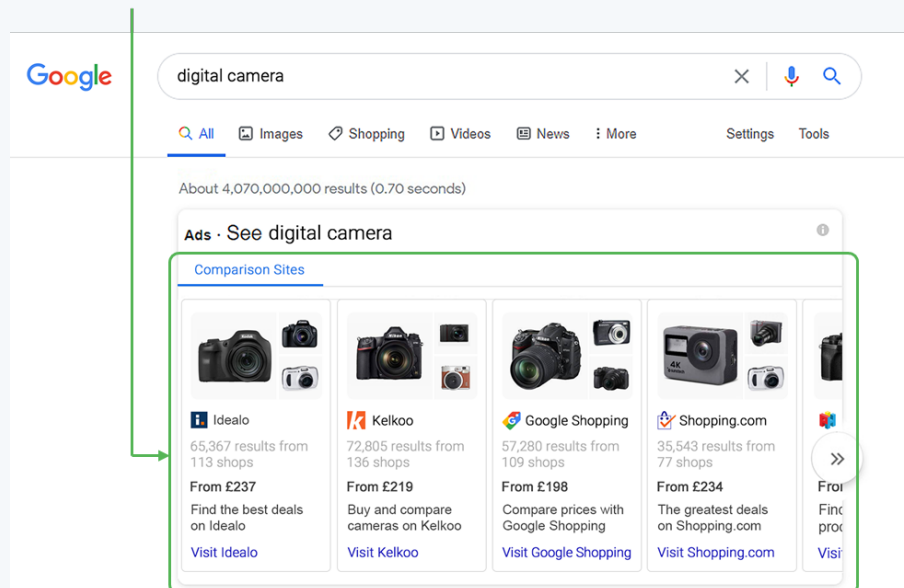 Google
digital camera
All
Images
Shopping
Videos
News
More
Settings
Tools
About 4,070,000,000 results (0.70 seconds)
Ads · See digital camera
Comparison Sites
Idealo
65,367 results from
113 shops
From £237
Find the best deals
on Idealo
Visit Idealo
Nikon
Kelkoo
72,805 results from
136 shops
From £219
Buy and compare
cameras on Kelkoo
Visit Kelkoo
Google Shopping
57,280 results from
109 shops
From £198
Compare prices with
Google Shopping
Visit Google Shopping
4K
Shopping.com
35,543 results from
77 shops
From £234
The greatest deals
on Shopping.com
Visit Shopping.com